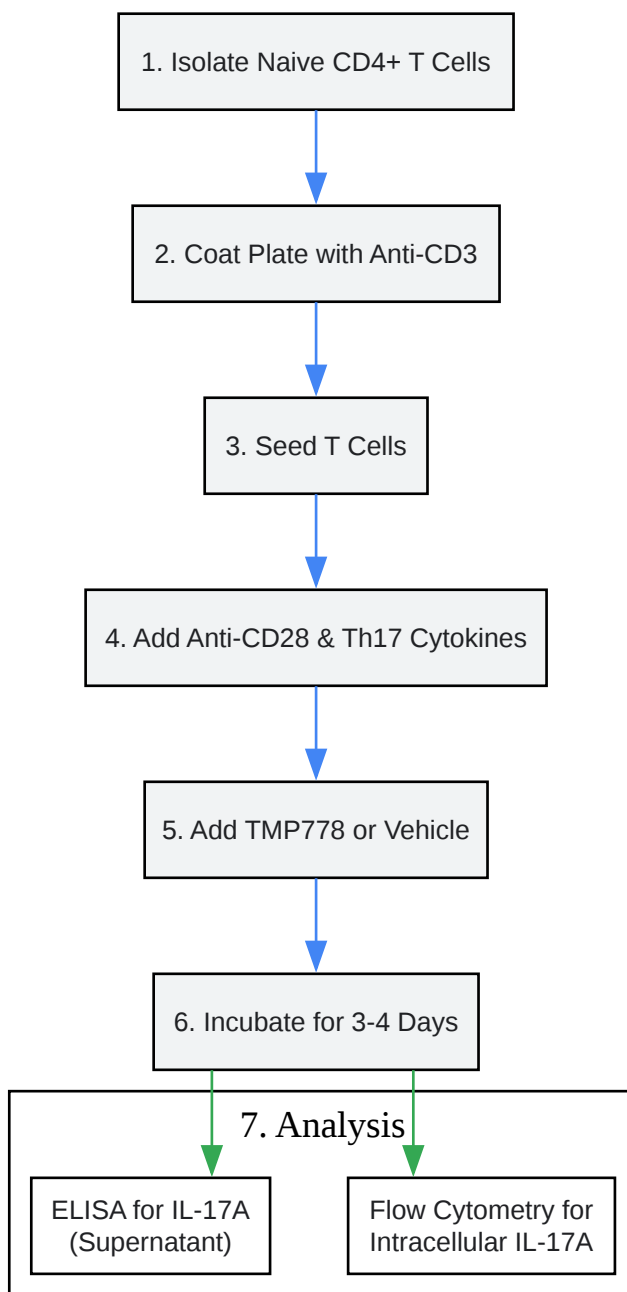 1. Isolate Naive CD4+ T Cells
2. Coat Plate with Anti-CD3
3. Seed T Cells
4. Add Anti-CD28 & Th17 Cytokines
5. Add TMP778 or Vehicle
6. Incubate for 3-4 Days
7. Analysis
ELISA for IL-17A
(Supernatant)
Flow Cytometry for
Intracellular IL-17A